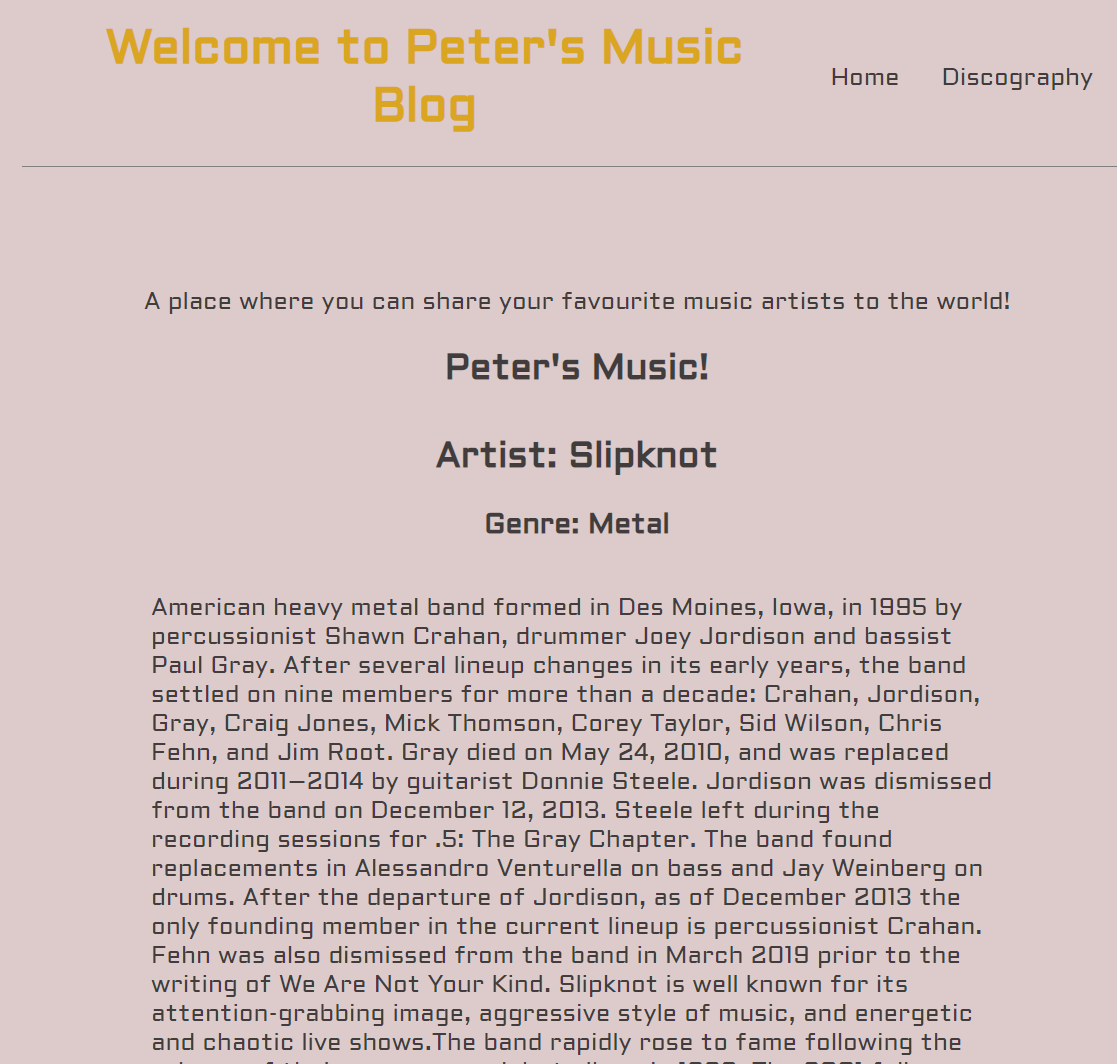 Welcome to Peter's Music
Blog
Home Discography
A place where you can share your favourite music artists to the world!
Peter's Music!
Artist: Slipknot
Genre: Metal
American heavy metal band formed in Des Moines, Iowa, in 1995 by
percussionist Shawn Crahan, drummer Joey Jordison and bassist
Paul Gray. After several lineup changes in its early years, the band
settled on nine members for more than a decade: Crahan, Jordison,
Gray, Craig Jones, Mick Thomson, Corey Taylor, Sid Wilson, Chris
Fehn, and Jim Root. Gray died on May 24, 2010, and was replaced
during 2011–2014 by guitarist Donnie Steele. Jordison was dismissed
from the band on December 12, 2013. Steele left during the
recording sessions for .5: The Gray Chapter. The band found
replacements in Alessandro Venturella on bass and Jay Weinberg on
drums. After the departure of Jordison, as of December 2013 the
only founding member in the current lineup is percussionist Crahan.
Fehn was also dismissed from the band in March 2019 prior to the
writing of We Are Not Your Kind. Slipknot is well known for its
attention-grabbing image, aggressive style of music, and energetic
and chaotic live shows.The band rapidly rose to fame following the